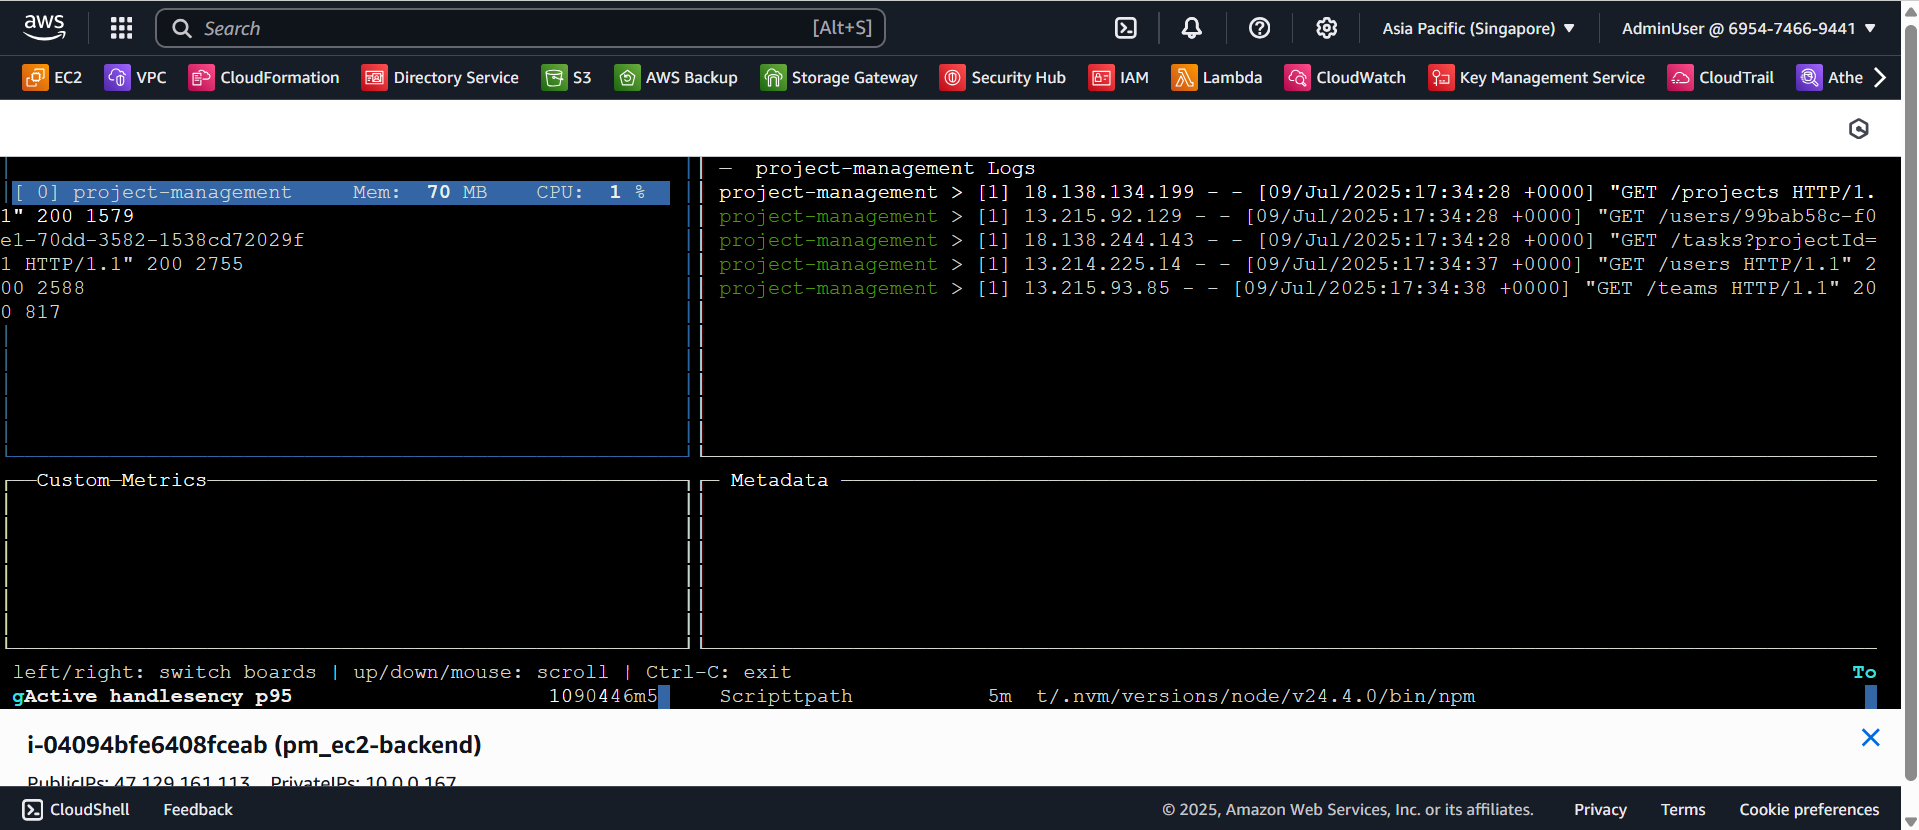 aws
Search [Alt+S]
Asia Pacific (Singapore)
AdminUser @ 6954-7466-9441
EC2 VPC CloudFormation Directory Service S3 AWS Backup Storage Gateway Security Hub IAM Lambda CloudWatch Key Management Service CloudTrail Athe
─ project-management Logs
[ 0] project-management Mem: 70 MB CPU: 1 % project-management > [1] 18.138.134.199 - - [09/Jul/2025:17:34:28 +0000] "GET /projects HTTP/1.
1" 200 1579 project-management > [1] 13.215.92.129 - - [09/Jul/2025:17:34:28 +0000] "GET /users/99bab58c-f0
e1-70dd-3582-1538cd72029f project-management > [1] 18.138.244.143 - - [09/Jul/2025:17:34:28 +0000] "GET /tasks?projectId=
1 HTTP/1.1" 200 2755 project-management > [1] 13.214.225.14 - - [09/Jul/2025:17:34:37 +0000] "GET /users HTTP/1.1" 2
00 2588 project-management > [1] 13.215.93.85 - - [09/Jul/2025:17:34:38 +0000] "GET /teams HTTP/1.1" 20
0 817
Custom Metrics Metadata
left/right: switch boards | up/down/mouse: scroll | Ctrl-C: exit To
gActive handlesency p95 1090446m5 Scripttpath 5m t/.nvm/versions/node/v24.4.0/bin/npm
i-04094bfe6408fceab (pm_ec2-backend)
PublicIPs: 47.129.161.113 PrivateIPs: 10.0.0.167
CloudShell Feedback © 2025, Amazon Web Services, Inc. or its affiliates. Privacy Terms Cookie preferences